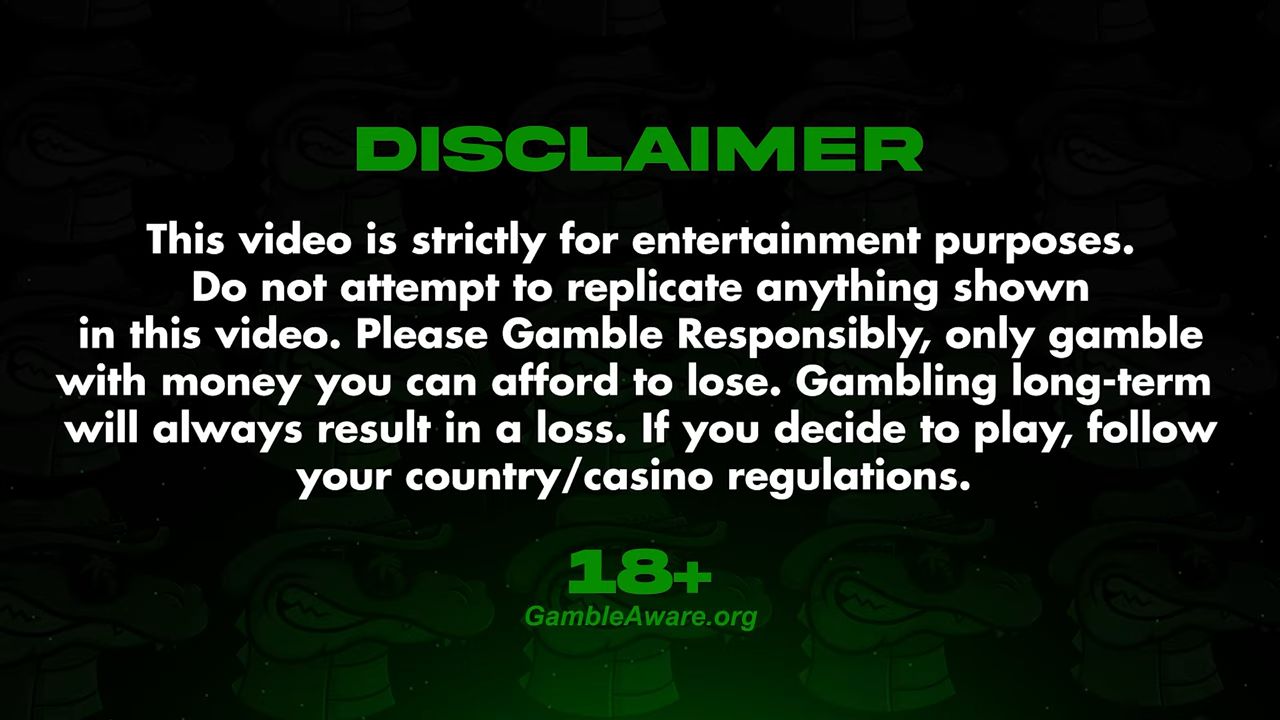 DISCLAIMER
This video is strictly for entertainment purposes.
Do not attempt to replicate anything shown
in this video. Please Gamble Responsibly, only gamble
with money you can afford to lose. Gambling long-term
will always result in a loss. If you decide to play, follow
your country/casino regulations.
18+
GambleAware.org